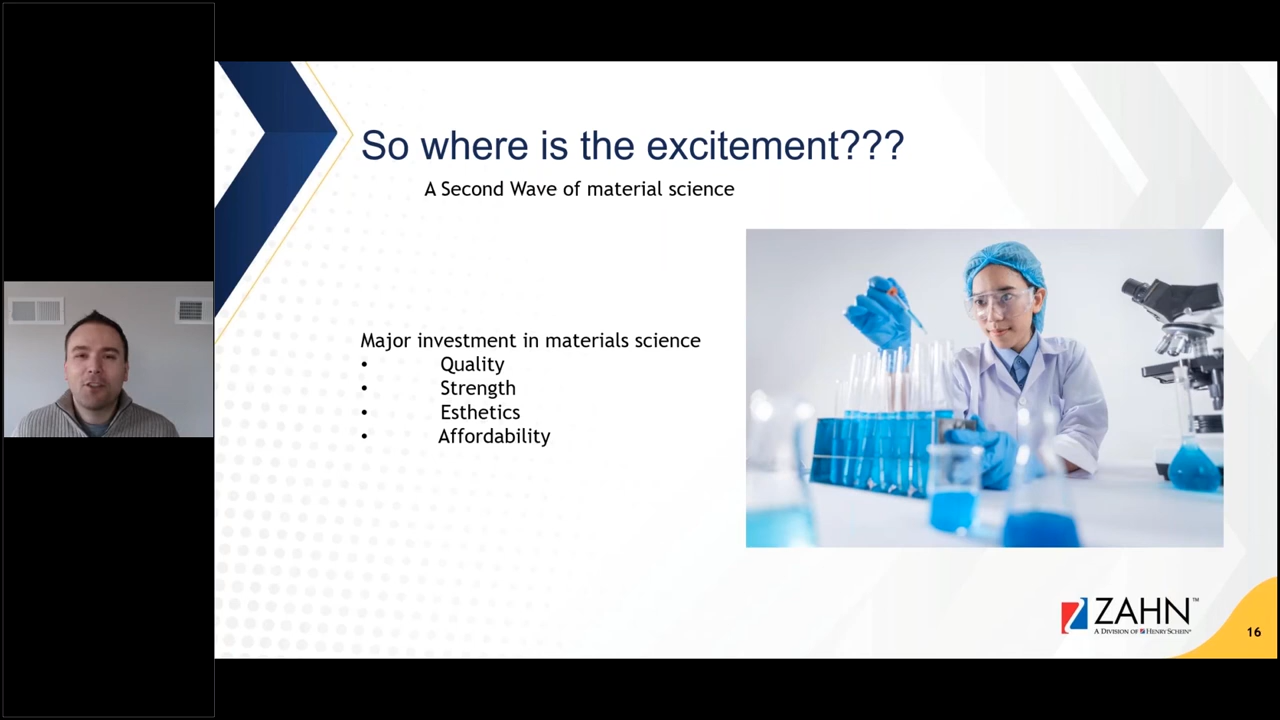 So where is the excitement???
A Second Wave of material science
Major investment in materials science
• Quality
• Strength
• Esthetics
• Affordability
ZAHN™
A DIVISION OF HENRY SCHEIN®
16